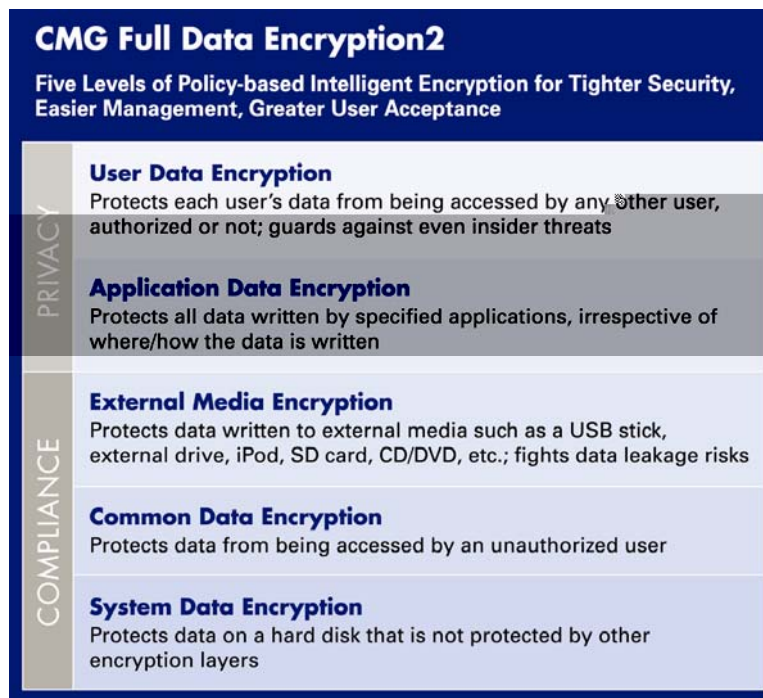 CMG Full Data Encryption2
Five Levels of Policy-based Intelligent Encryption for Tighter Security,
Easier Management, Greater User Acceptance
PRIVACY
User Data Encryption
Protects each user's data from being accessed by any other user,
authorized or not; guards against even insider threats
Application Data Encryption
Protects all data written by specified applications, irrespective of
where/how the data is written
COMPLIANCE
External Media Encryption
Protects data written to external media such as a USB stick,
external drive, iPod, SD card, CD/DVD, etc.; fights data leakage risks
Common Data Encryption
Protects data from being accessed by an unauthorized user
System Data Encryption
Protects data on a hard disk that is not protected by other
encryption layers